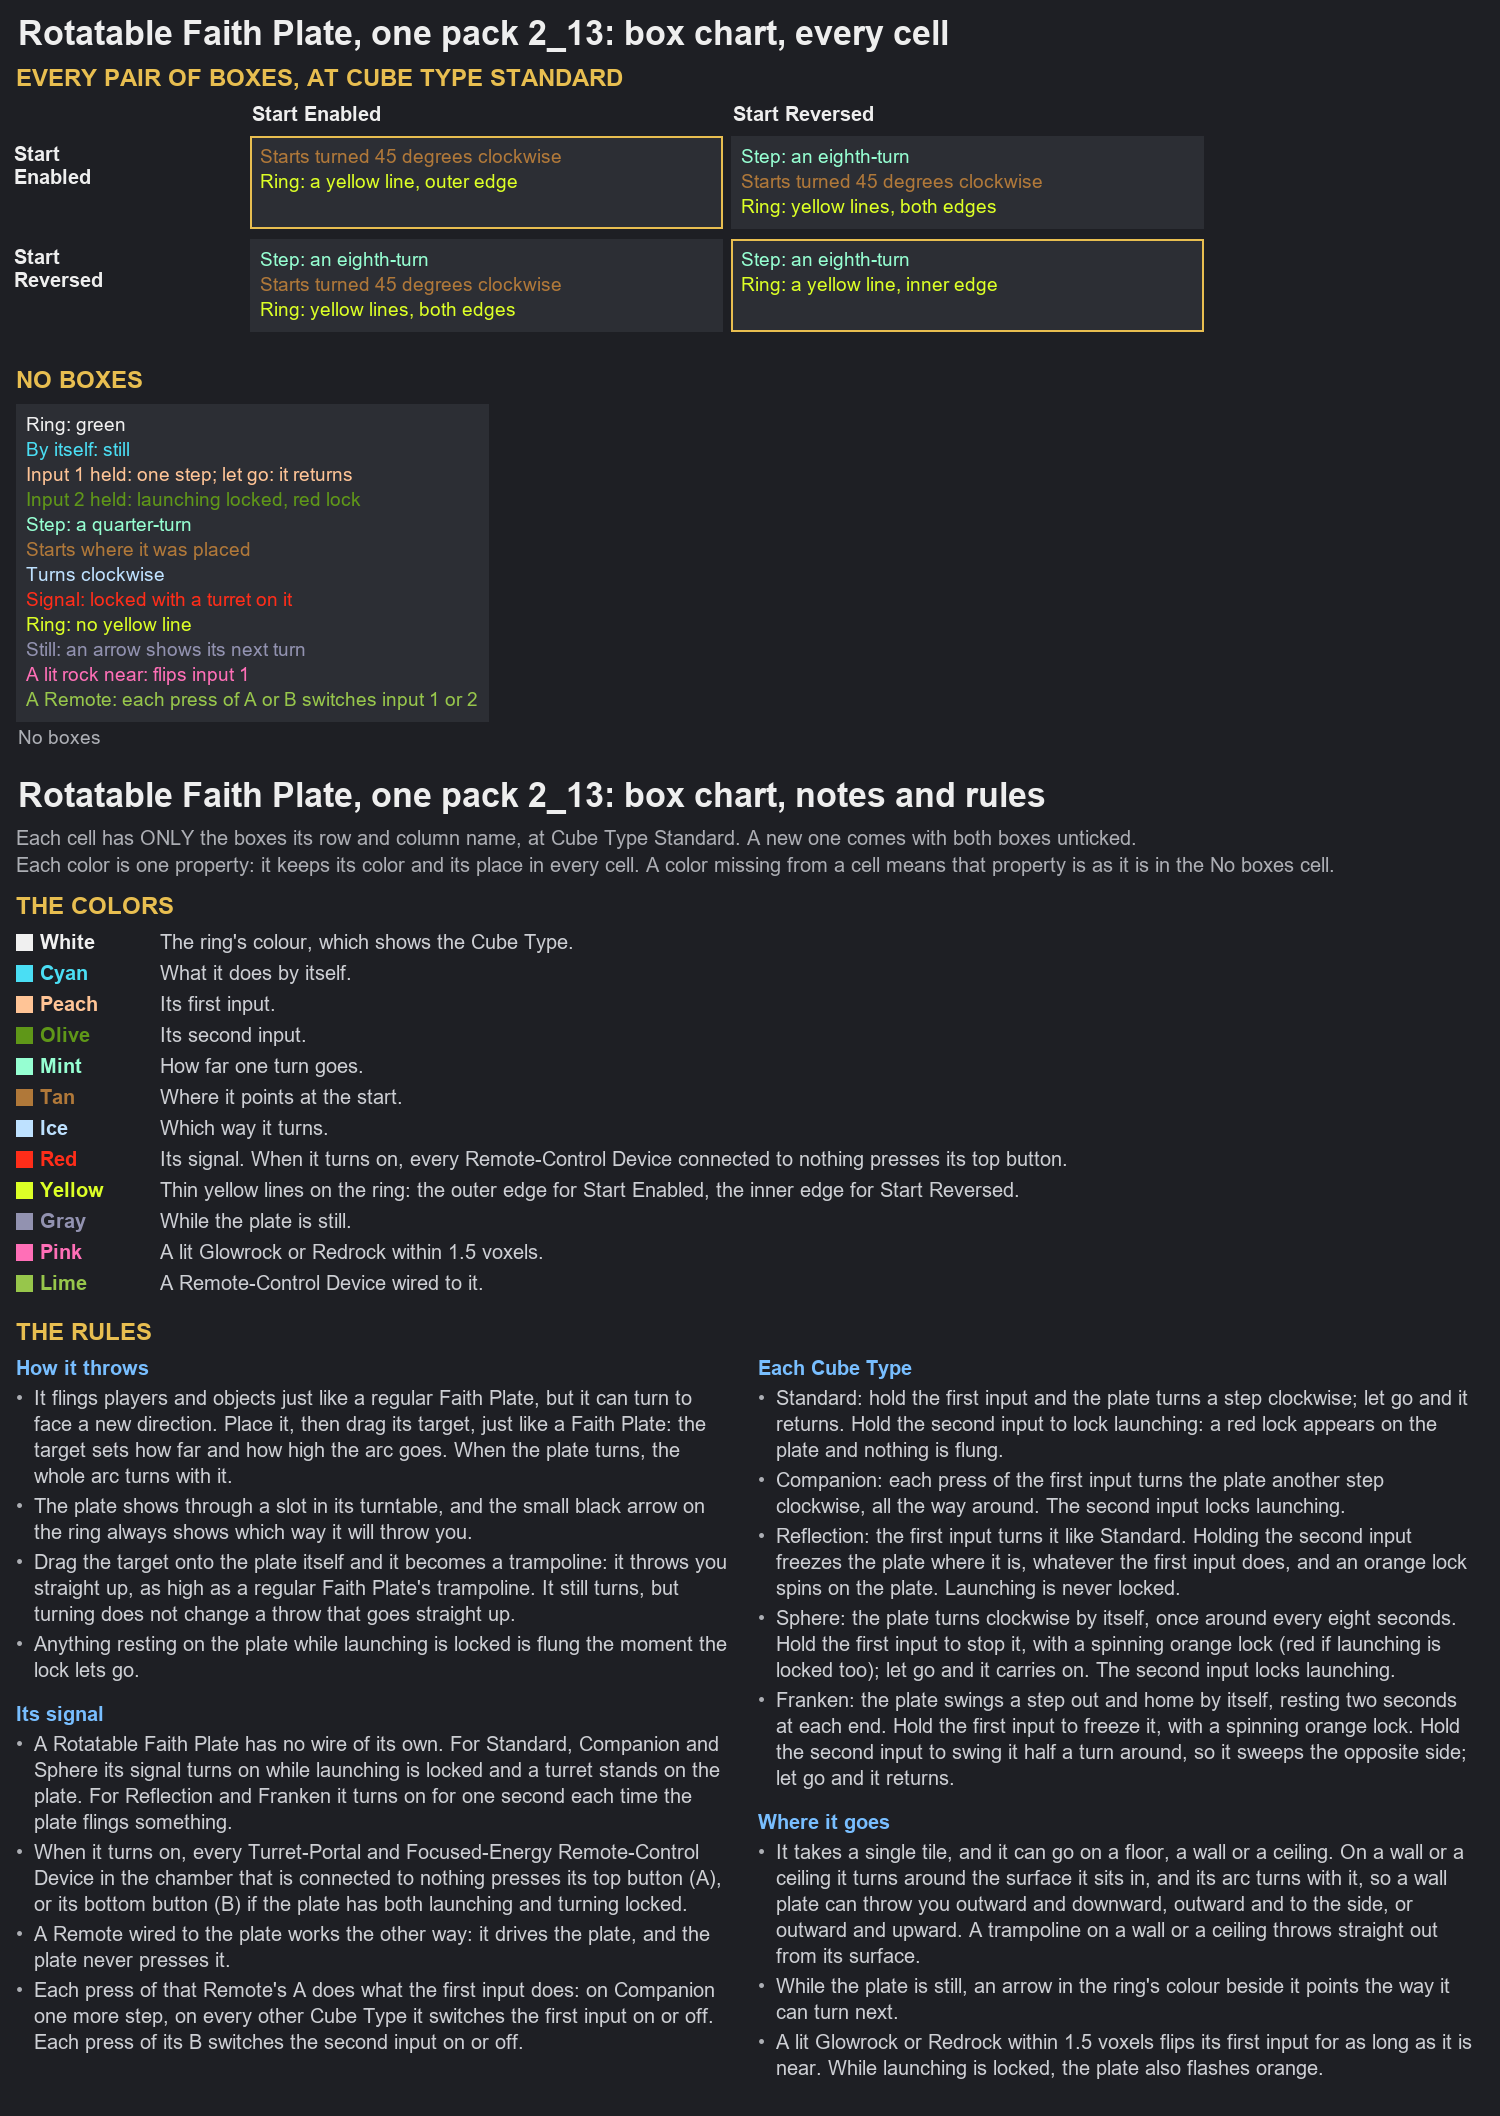 Rotatable Faith Plate, one pack 2_13: box chart, every cell
EVERY PAIR OF BOXES, AT CUBE TYPE STANDARD
Start Enabled
Start Reversed
Start
Enabled
Starts turned 45 degrees clockwise
Ring: a yellow line, outer edge
Step: an eighth-turn
Starts turned 45 degrees clockwise
Ring: yellow lines, both edges
Start
Reversed
Step: an eighth-turn
Starts turned 45 degrees clockwise
Ring: yellow lines, both edges
Step: an eighth-turn
Ring: a yellow line, inner edge
NO BOXES
Ring: green
By itself: still
Input 1 held: one step; let go: it returns
Input 2 held: launching locked, red lock
Step: a quarter-turn
Starts where it was placed
Turns clockwise
Signal: locked with a turret on it
Ring: no yellow line
Still: an arrow shows its next turn
A lit rock near: flips input 1
A Remote: each press of A or B switches input 1 or 2
No boxes
Rotatable Faith Plate, one pack 2_13: box chart, notes and rules
Each cell has ONLY the boxes its row and column name, at Cube Type Standard. A new one comes with both boxes unticked.
Each color is one property: it keeps its color and its place in every cell. A color missing from a cell means that property is as it is in the No boxes cell.
THE COLORS
White The ring's colour, which shows the Cube Type.
Cyan What it does by itself.
Peach Its first input.
Olive Its second input.
Mint How far one turn goes.
Tan Where it points at the start.
Ice Which way it turns.
Red Its signal. When it turns on, every Remote-Control Device connected to nothing presses its top button.
Yellow Thin yellow lines on the ring: the outer edge for Start Enabled, the inner edge for Start Reversed.
Gray While the plate is still.
Pink A lit Glowrock or Redrock within 1.5 voxels.
Lime A Remote-Control Device wired to it.
THE RULES
How it throws
• It flings players and objects just like a regular Faith Plate, but it can turn to
face a new direction. Place it, then drag its target, just like a Faith Plate: the
target sets how far and how high the arc goes. When the plate turns, the
whole arc turns with it.
• The plate shows through a slot in its turntable, and the small black arrow on
the ring always shows which way it will throw you.
• Drag the target onto the plate itself and it becomes a trampoline: it throws you
straight up, as high as a regular Faith Plate's trampoline. It still turns, but
turning does not change a throw that goes straight up.
• Anything resting on the plate while launching is locked is flung the moment the
lock lets go.
Its signal
• A Rotatable Faith Plate has no wire of its own. For Standard, Companion and
Sphere its signal turns on while launching is locked and a turret stands on the
plate. For Reflection and Franken it turns on for one second each time the
plate flings something.
• When it turns on, every Turret-Portal and Focused-Energy Remote-Control
Device in the chamber that is connected to nothing presses its top button (A),
or its bottom button (B) if the plate has both launching and turning locked.
• A Remote wired to the plate works the other way: it drives the plate, and the
plate never presses it.
• Each press of that Remote's A does what the first input does: on Companion
one more step, on every other Cube Type it switches the first input on or off.
Each press of its B switches the second input on or off.
Each Cube Type
• Standard: hold the first input and the plate turns a step clockwise; let go and it
returns. Hold the second input to lock launching: a red lock appears on the
plate and nothing is flung.
• Companion: each press of the first input turns the plate another step
clockwise, all the way around. The second input locks launching.
• Reflection: the first input turns it like Standard. Holding the second input
freezes the plate where it is, whatever the first input does, and an orange lock
spins on the plate. Launching is never locked.
• Sphere: the plate turns clockwise by itself, once around every eight seconds.
Hold the first input to stop it, with a spinning orange lock (red if launching is
locked too); let go and it carries on. The second input locks launching.
• Franken: the plate swings a step out and home by itself, resting two seconds
at each end. Hold the first input to freeze it, with a spinning orange lock. Hold
the second input to swing it half a turn around, so it sweeps the opposite side;
let go and it returns.
Where it goes
• It takes a single tile, and it can go on a floor, a wall or a ceiling. On a wall or a
ceiling it turns around the surface it sits in, and its arc turns with it, so a wall
plate can throw you outward and downward, outward and to the side, or
outward and upward. A trampoline on a wall or a ceiling throws straight out
from its surface.
• While the plate is still, an arrow in the ring's colour beside it points the way it
can turn next.
• A lit Glowrock or Redrock within 1.5 voxels flips its first input for as long as it is
near. While launching is locked, the plate also flashes orange.